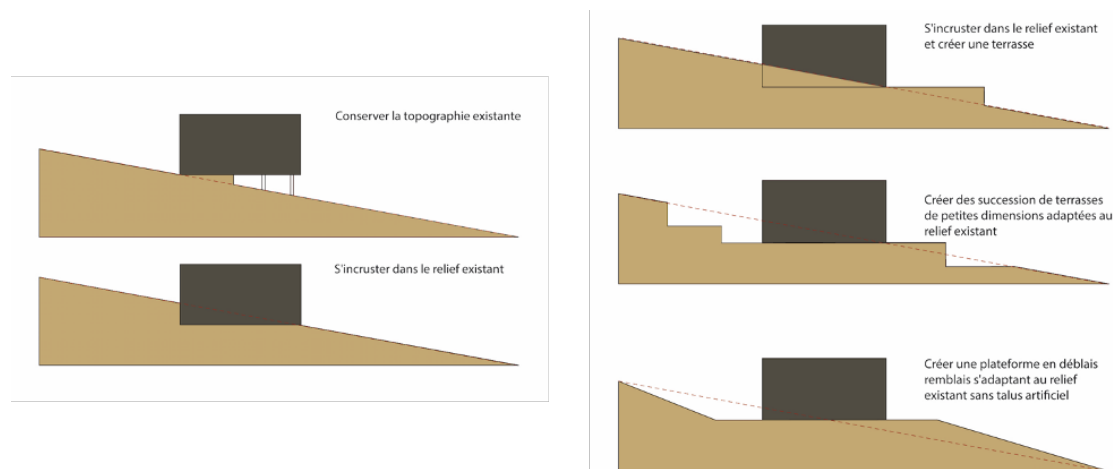 Conserver la topographie existante
S'incruster dans le relief existant
S'incruster dans le relief existant
et créer une terrasse
Créer des succession de terrasses
de petites dimensions adaptées au
relief existant
Créer une plateforme en déblais
remblais s'adaptant au relief
existant sans talus artificiel